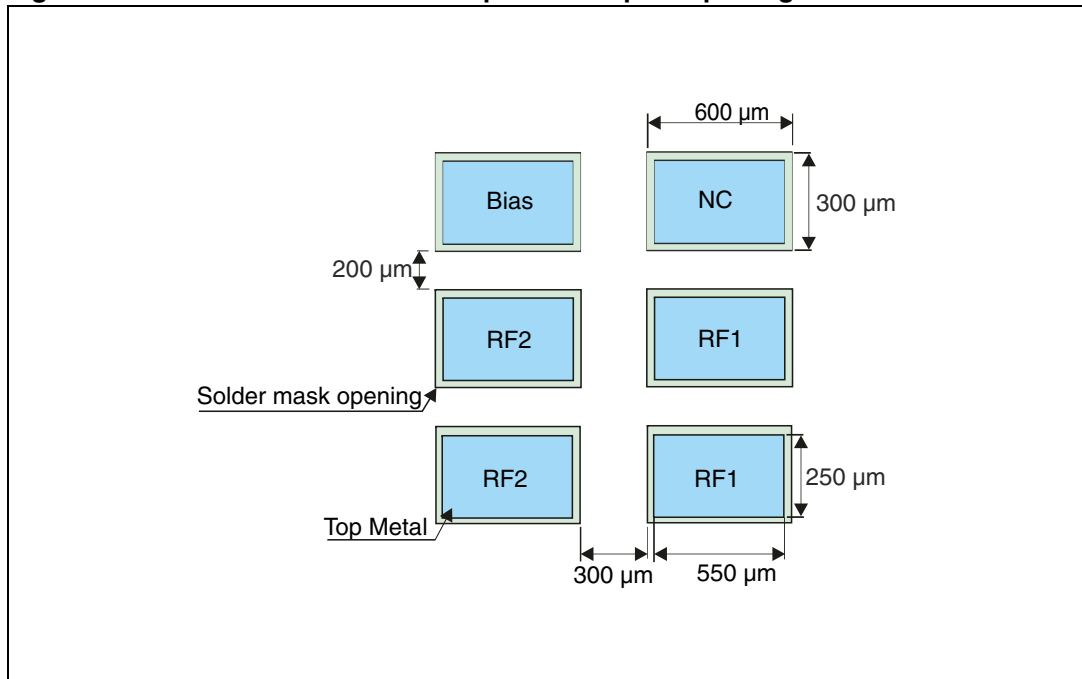 600 µm
Bias
NC
300 µm
200 µm
RF2
RF1
Solder mask opening
RF2
RF1
250 µm
Top Metal
300 µm
550 µm